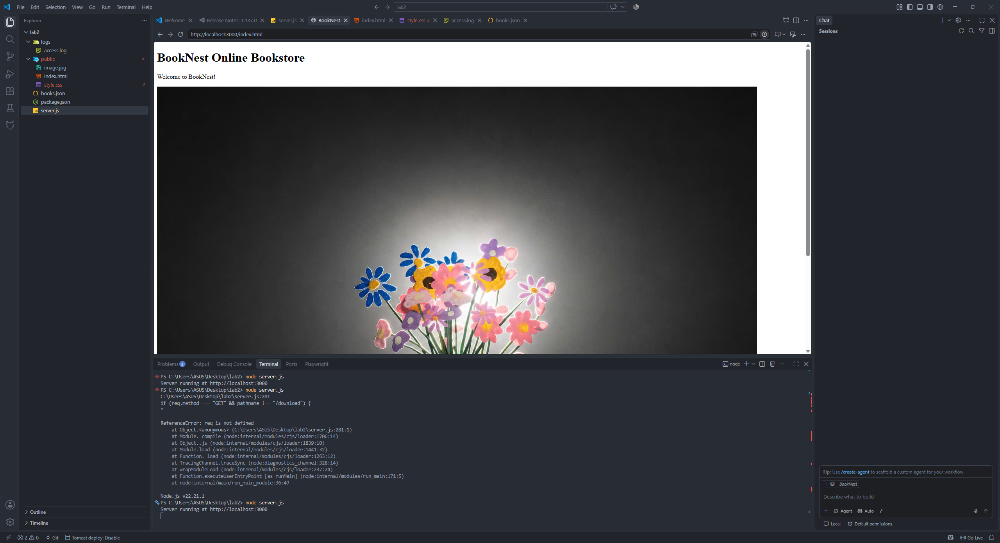 File Edit Selection View Go Run Terminal Help
lab2
Explorer
Welcome
Release Notes: 1.137.0
server.js
BookNest
index.html
style.css 2
access.log
books.json
Chat
http://localhost:3000/index.html
Sessions
lab2
logs
access.log
public
image.jpg
index.html
style.css 2
books.json
package.json
server.js
BookNest Online Bookstore
Welcome to BookNest!
Problems 2 Output Debug Console Terminal Ports Playwright
node
PS C:\Users\ASUS\Desktop\lab2> node server.js
Server running at http://localhost:3000
PS C:\Users\ASUS\Desktop\lab2> node server.js
C:\Users\ASUS\Desktop\lab2\server.js:281
if (req.method === "GET" && pathname !== "/download") {
^
ReferenceError: req is not defined
at Object.<anonymous> (C:\Users\ASUS\Desktop\lab2\server.js:281:1)
at Module._compile (node:internal/modules/cjs/loader:1706:14)
at Object..js (node:internal/modules/cjs/loader:1839:10)
at Module.load (node:internal/modules/cjs/loader:1441:32)
at Function._load (node:internal/modules/cjs/loader:1263:12)
at TracingChannel.traceSync (node:diagnostics_channel:328:14)
at wrapModuleLoad (node:internal/modules/cjs/loader:237:24)
at Function.executeUserEntryPoint [as runMain] (node:internal/modules/run_main:171:5)
at node:internal/main/run_main_module:36:49
Node.js v22.21.1
PS C:\Users\ASUS\Desktop\lab2> node server.js
Server running at http://localhost:3000
Tip: Use /create-agent to scaffold a custom agent for your workflow.
BookNest
Describe what to build
Agent Auto
Local Default permissions
Outline
Timeline
2 0 Git Tomcat deploy: Disable
Go Live